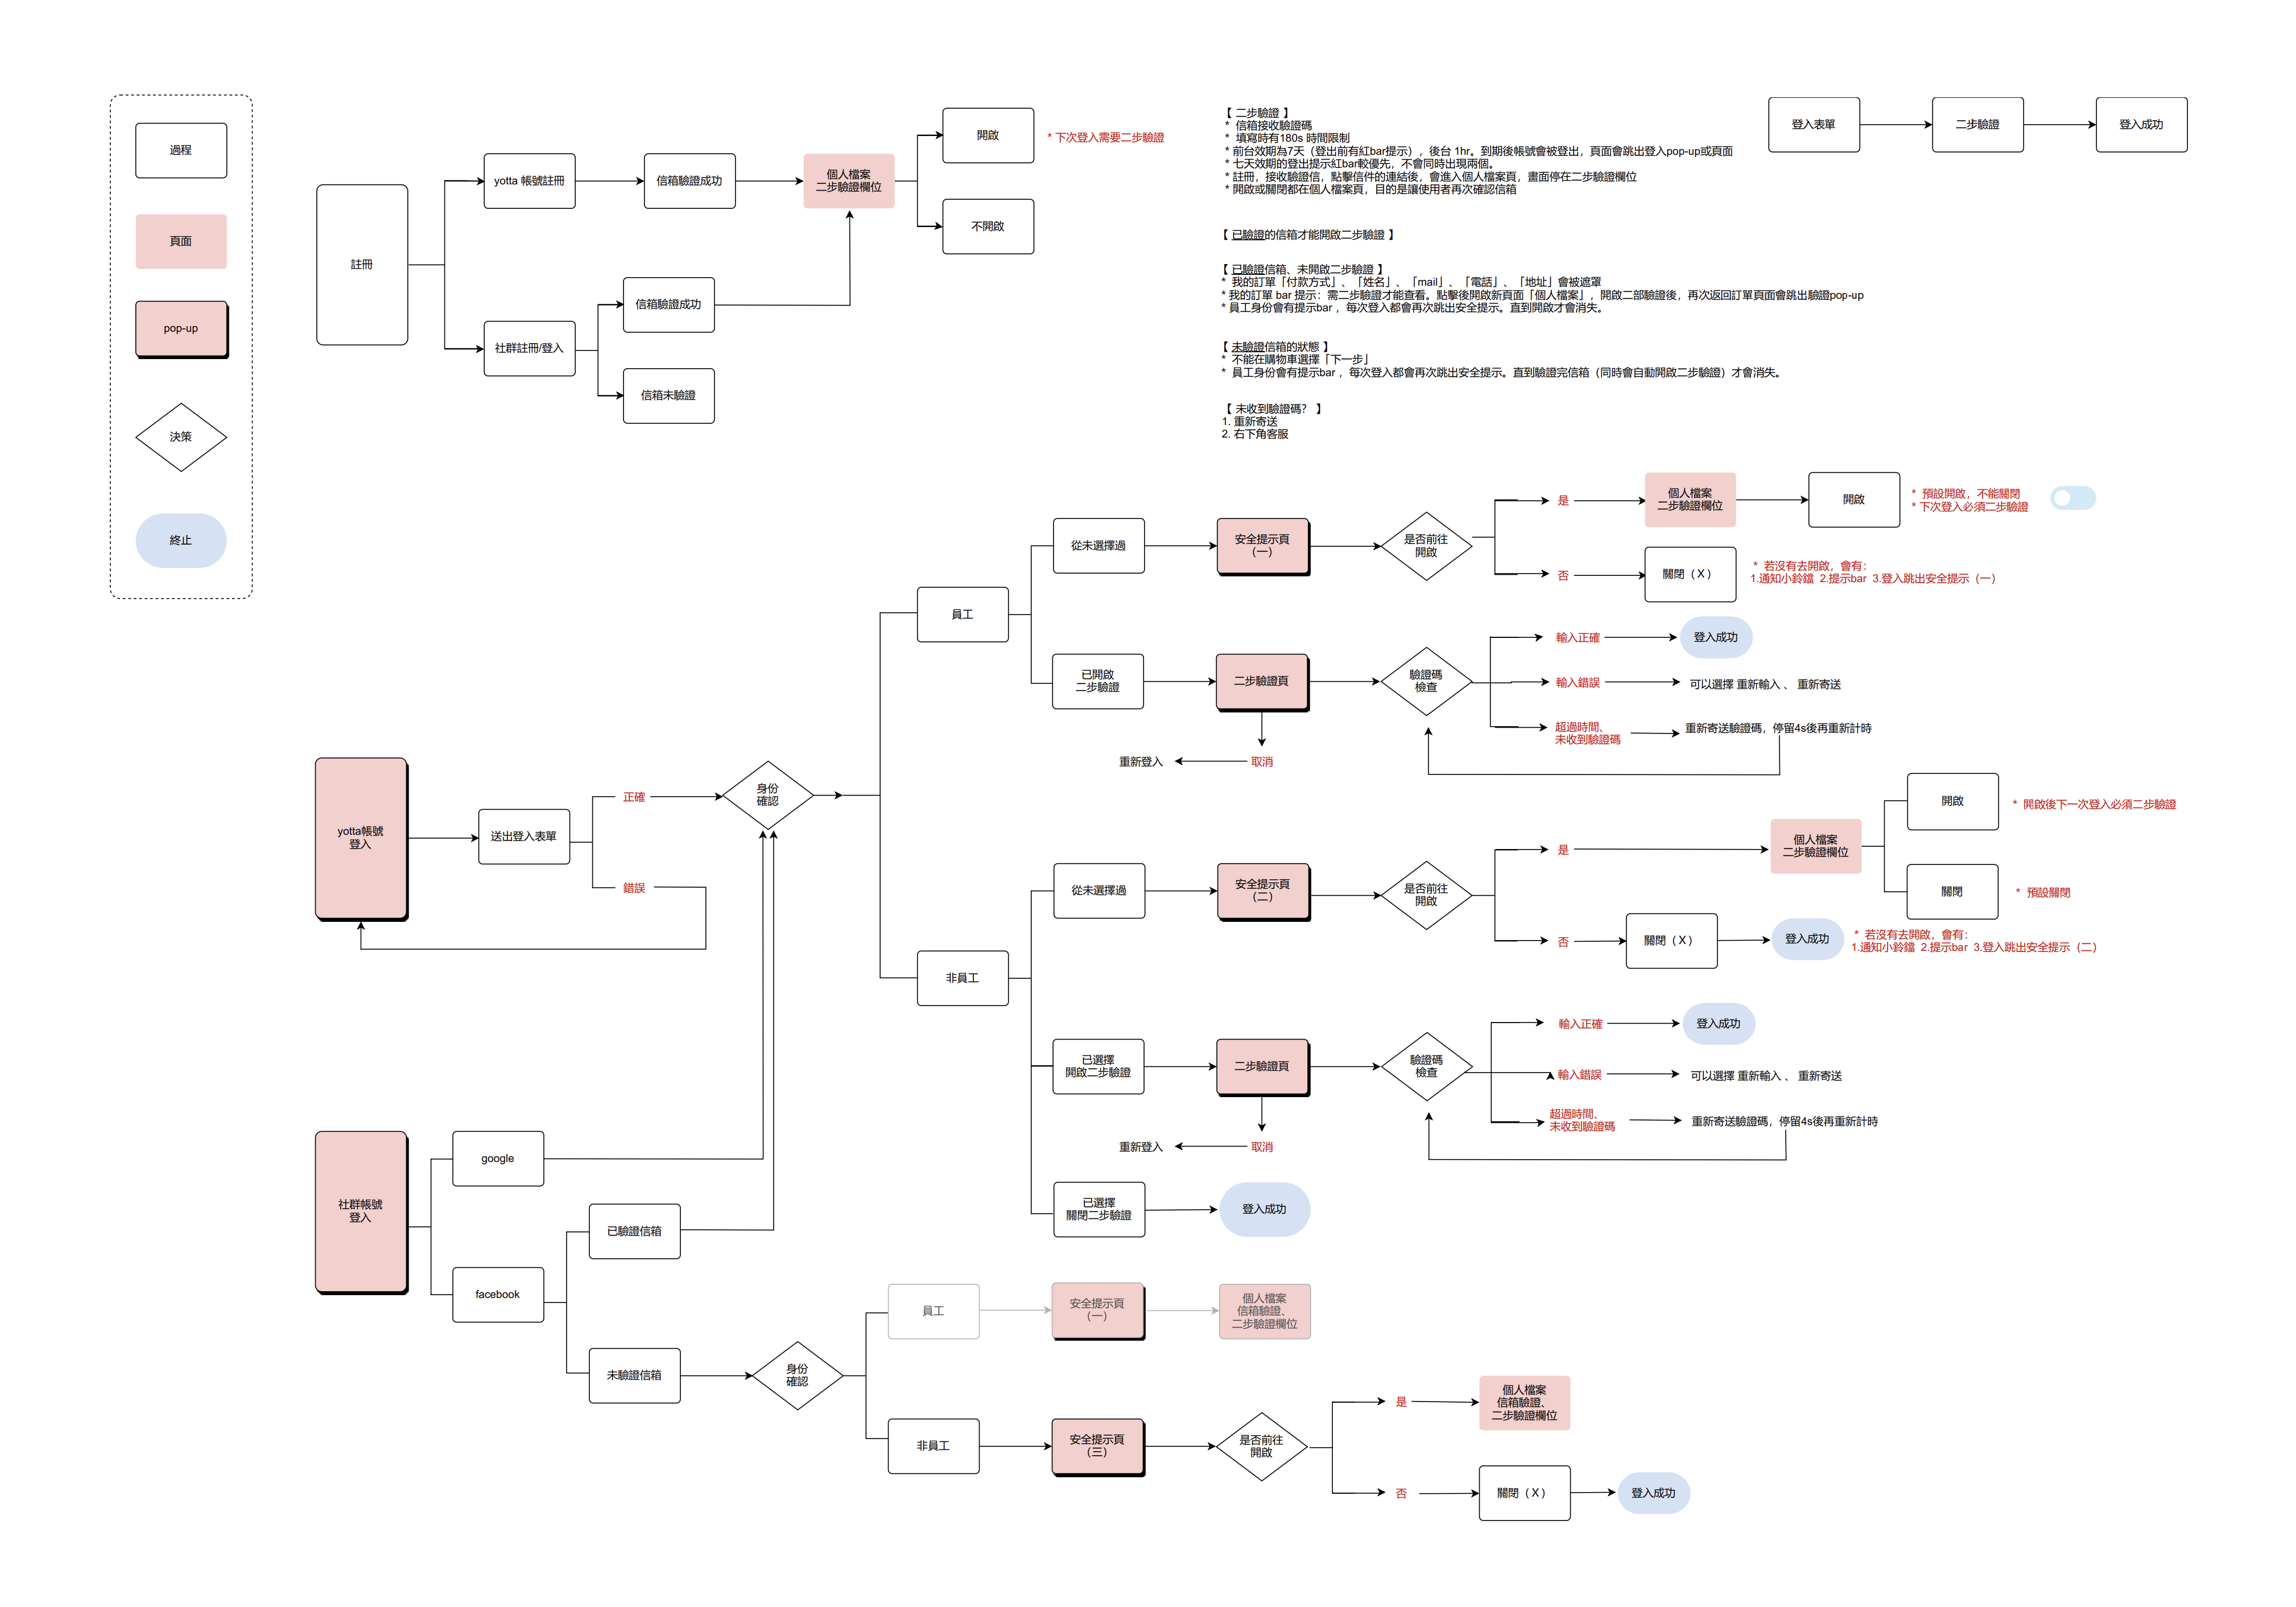 過程
頁面
pop-up
決策
終止
註冊
yotta 帳號註冊
信箱驗證成功
個人檔案
二步驗證欄位
開啟
* 下次登入需要二步驗證
不開啟
社群註冊/登入
信箱驗證成功
信箱未驗證
【 二步驗證 】
* 信箱接收驗證碼
* 填寫時有180s 時間限制
* 前台效期為7天（登出前有紅bar提示），後台 1hr。到期後帳號會被登出，頁面會跳出登入pop-up或頁面
* 七天效期的登出提示紅bar較優先，不會同時出現兩個。
* 註冊，接收驗證信，點擊信件的連結後，會進入個人檔案頁，畫面停在二步驗證欄位
* 開啟或關閉都在個人檔案頁，目的是讓使用者再次確認信箱
【 已驗證的信箱才能開啟二步驗證 】
【 已驗證信箱、未開啟二步驗證 】
* 我的訂單「付款方式」、「姓名」、「mail」、「電話」、「地址」會被遮罩
* 我的訂單 bar 提示：需二步驗證才能查看。點擊後開啟新頁面「個人檔案」，開啟二部驗證後，再次返回訂單頁面會跳出驗證pop-up
* 員工身份會有提示bar ，每次登入都會再次跳出安全提示。直到開啟才會消失。
【 未驗證信箱的狀態 】
* 不能在購物車選擇「下一步」
* 員工身份會有提示bar ，每次登入都會再次跳出安全提示。直到驗證完信箱（同時會自動開啟二步驗證）才會消失。
【 未收到驗證碼？ 】
1. 重新寄送
2. 右下角客服
登入表單
二步驗證
登入成功
yotta帳號
登入
送出登入表單
正確
錯誤
身份
確認
員工
從未選擇過
安全提示頁
（一）
是否前往
開啟
是
個人檔案
二步驗證欄位
開啟
* 預設開啟，不能關閉
* 下次登入必須二步驗證
否
關閉（X）
* 若沒有去開啟，會有：
1.通知小鈴鐺 2.提示bar 3.登入跳出安全提示（一）
已開啟
二步驗證
二步驗證頁
驗證碼
檢查
輸入正確
登入成功
輸入錯誤
可以選擇 重新輸入 、 重新寄送
超過時間、
未收到驗證碼
重新寄送驗證碼，停留4s後再重新計時
取消
重新登入
非員工
從未選擇過
安全提示頁
（二）
是否前往
開啟
是
個人檔案
二步驗證欄位
開啟
* 開啟後下一次登入必須二步驗證
關閉
* 預設關閉
否
關閉（X）
登入成功
* 若沒有去開啟，會有：
1.通知小鈴鐺 2.提示bar 3.登入跳出安全提示（二）
已選擇
開啟二步驗證
二步驗證頁
驗證碼
檢查
輸入正確
登入成功
輸入錯誤
可以選擇 重新輸入 、 重新寄送
超過時間、
未收到驗證碼
重新寄送驗證碼，停留4s後再重新計時
取消
重新登入
已選擇
關閉二步驗證
登入成功
社群帳號
登入
google
facebook
已驗證信箱
未驗證信箱
身份
確認
員工
安全提示頁
（一）
個人檔案
信箱驗證、
二步驗證欄位
非員工
安全提示頁
（三）
是否前往
開啟
是
個人檔案
信箱驗證、
二步驗證欄位
否
關閉（X）
登入成功